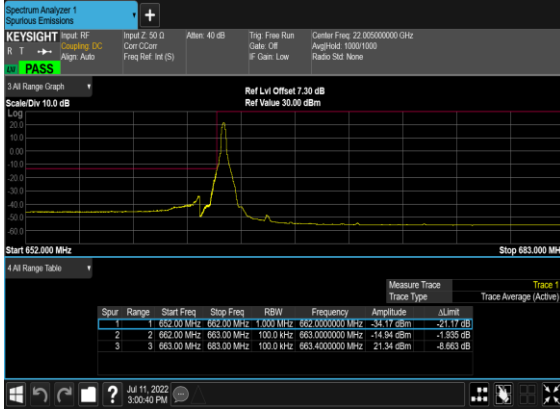 Spectrum Analyzer 1
Spurious Emissions
+
KEYSIGHT Input: RF Input Z: 50 Ω Atten: 40 dB Trig: Free Run Center Freq: 22.005000000 GHz
R T Coupling: DC Corr CCorr Gate: Off Avg|Hold: 1000/1000
Align: Auto Freq Ref: Int (S) IF Gain: Low Radio Std: None
PASS
3 All Range Graph
Ref Lvl Offset 7.30 dB
Scale/Div 10.0 dB Ref Value 30.00 dBm
Log
20.0
10.0
0.00
-10.0
-20.0
-30.0
-40.0
-50.0
-60.0
Start 652.000 MHz Stop 683.000 MH
4 All Range Table
Measure Trace Trace 1
Trace Type Trace Average (Active)
Spur Range Start Freq Stop Freq RBW Frequency Amplitude ΔLimit
1 1 652.00 MHz 662.00 MHz 1.000 MHz 662.0000000 MHz -34.17 dBm -21.17 dB
2 2 662.00 MHz 663.00 MHz 100.0 kHz 663.0000000 MHz -14.94 dBm -1.935 dB
3 3 663.00 MHz 683.00 MHz 100.0 kHz 663.4000000 MHz 21.34 dBm -8.663 dB
?
Jul 11, 2022
3:00:40 PM